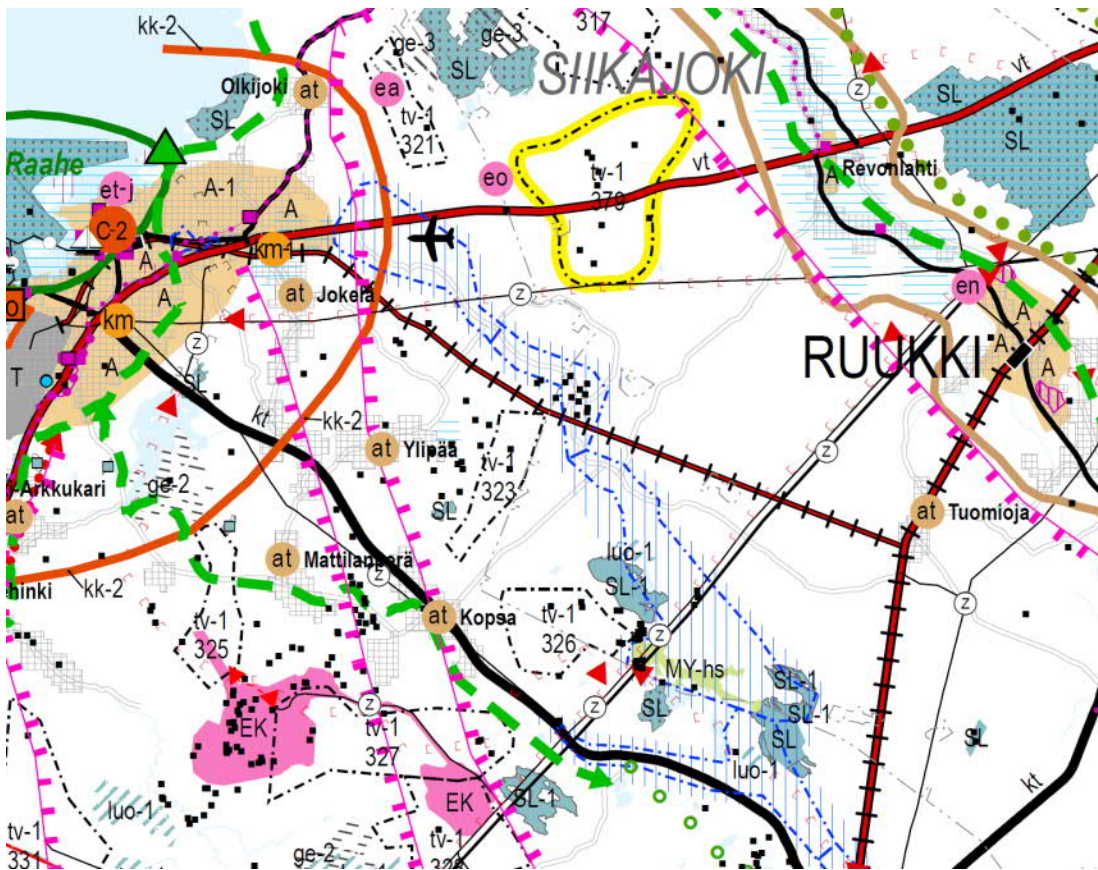 kk-2
ge-3
ge-3
317
SL
SIIKAJOKI
vt
Olkijoki
at
ea
tv-1
321
SL
z
SL
SL
Raahe
et-j
A-1
A
eo
vt
tv-1
370
A
Revonlahti
C-2
A
km-1
at
Jokela
z
en
A
km
z
RUUKKI
A
A
A
T
SL
kt
kk-2
at
Ylipää
z
tv-1
323
ge-2
SL
-Arkkukari
at
at
Tuomioja
luo-1
SL-1
at
Mattilanperä
z
hinki
kk-2
at
Kopsa
tv-1
326
z
z
tv-1
325
MY-hs
SL-1
SL
SL-1
EK
z
tv-1
327
z
SL
SL
luo-1
luo-1
EK
SL-1
kt
tv-1
331
ge-2
tv-1
328